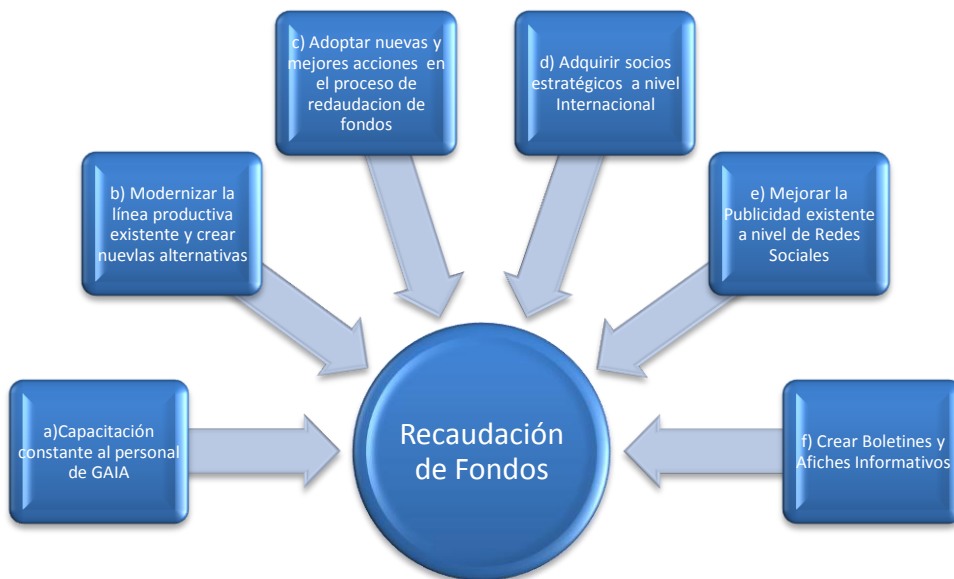 a)Capacitación
constante al personal
de GAIA
b) Modernizar la
línea productiva
existente y crear
nuevlas alternativas
c) Adoptar nuevas y
mejores acciones en
el proceso de
redaudacion de
fondos
d) Adquirir socios
estratégicos a nivel
Internacional
e) Mejorar la
Publicidad existente
a nivel de Redes
Sociales
f) Crear Boletines y
Afiches Informativos
Recaudación
de Fondos